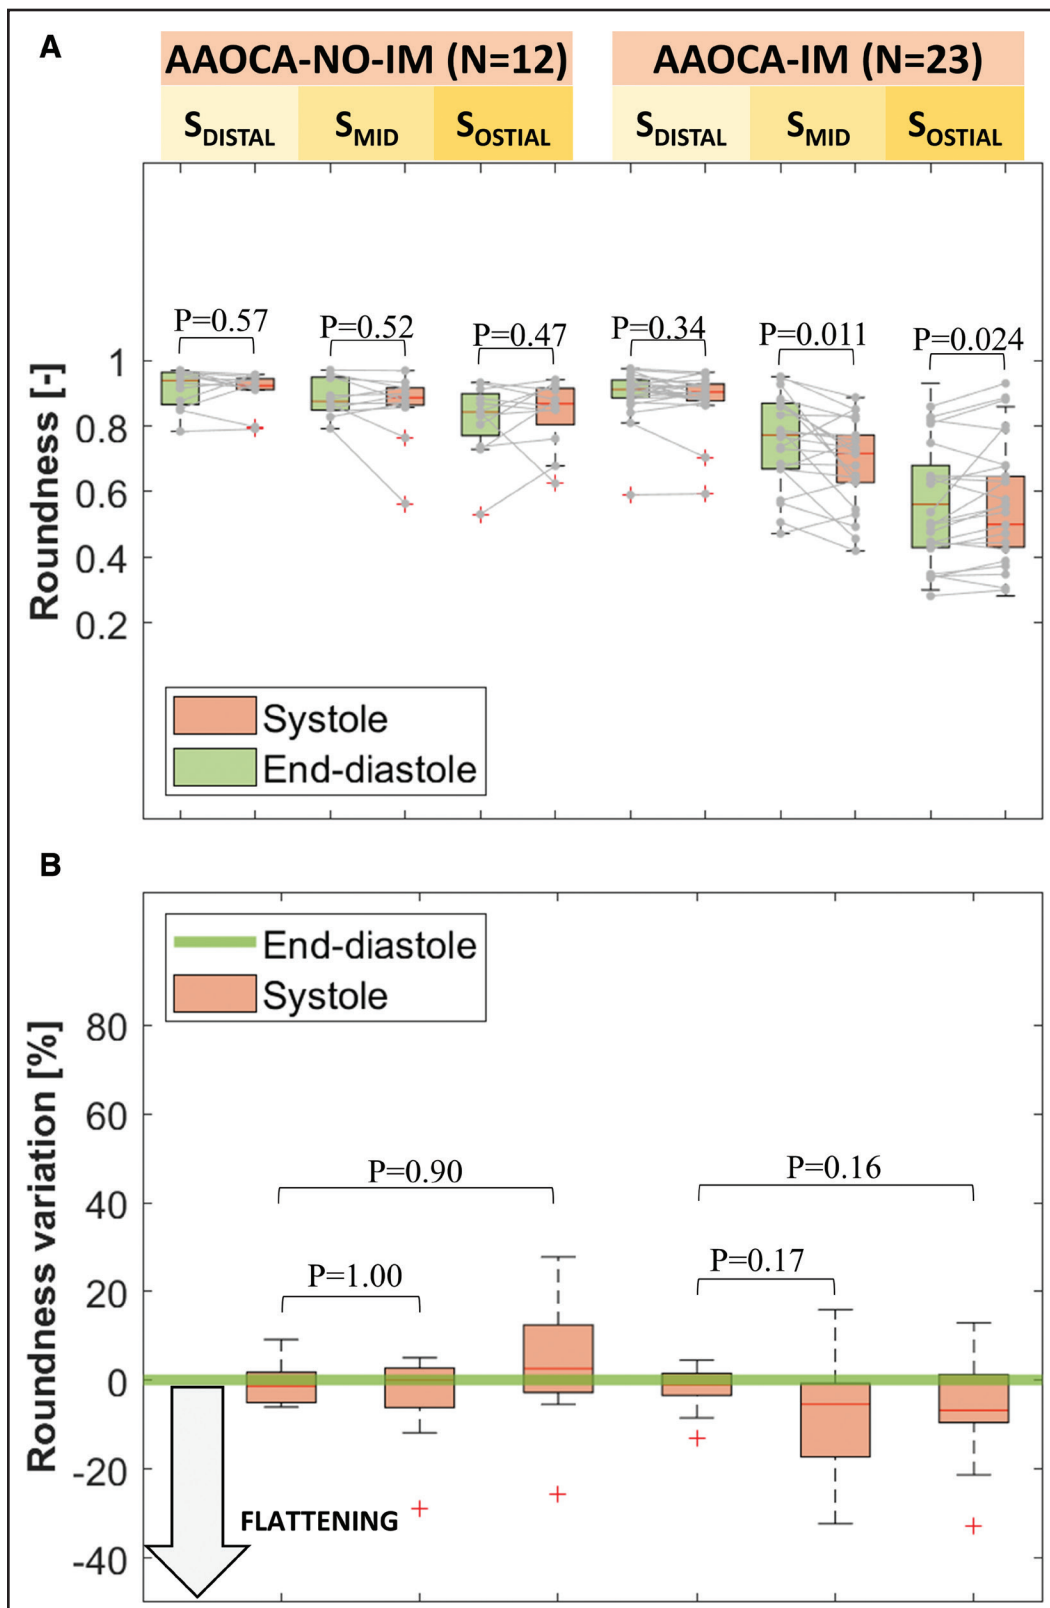 A
AAOCA-NO-IM (N=12) AAOCA-IM (N=23)
SDISTAL SMID SOSTIAL SDISTAL SMID SOSTIAL
P=0.57 P=0.52 P=0.47 P=0.34 P=0.011 P=0.024
Roundness [-]
1
0.8
0.6
0.4
0.2
Systole
End-diastole
B
End-diastole
Systole
Roundness variation [%]
80
60
40
20
0
-20
-40
P=0.90 P=0.16
P=1.00 P=0.17
FLATTENING